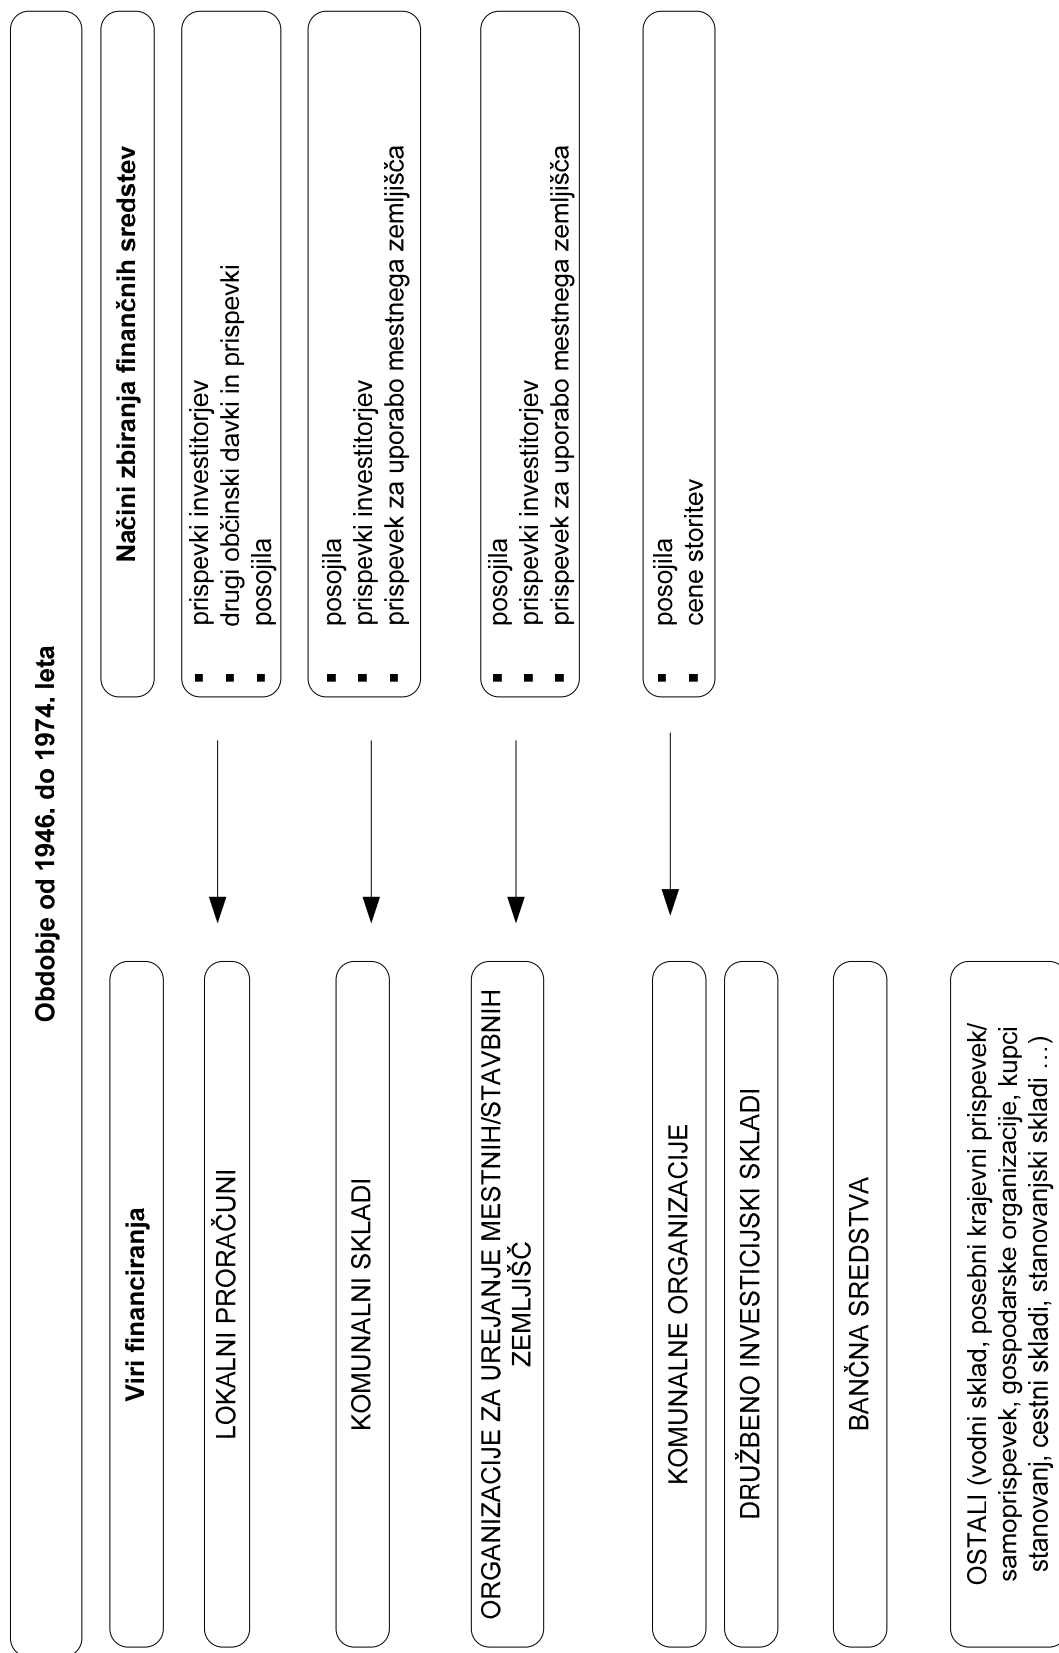 Obdobje od 1946. do 1974. leta
Viri financiranja
Načini zbiranja finančnih sredstev
LOKALNI PRORAČUNI
▪ prispevki investitorjev
▪ drugi občinski davki in prispevki
▪ posojila
KOMUNALNI SKLADI
▪ posojila
▪ prispevki investitorjev
▪ prispevek za uporabo mestnega zemljišča
ORGANIZACIJE ZA UREJANJE MESTNIH/STAVBNIH
ZEMLJIŠČ
▪ posojila
▪ prispevki investitorjev
▪ prispevek za uporabo mestnega zemljišča
KOMUNALNE ORGANIZACIJE
▪ posojila
▪ cene storitev
DRUŽBENO INVESTICIJSKI SKLADI
BANČNA SREDSTVA
OSTALI (vodni sklad, posebni krajevni prispevek/
samoprispevek, gospodarske organizacije, kupci
stanovanj, cestni skladi, stanovanjski skladi …)